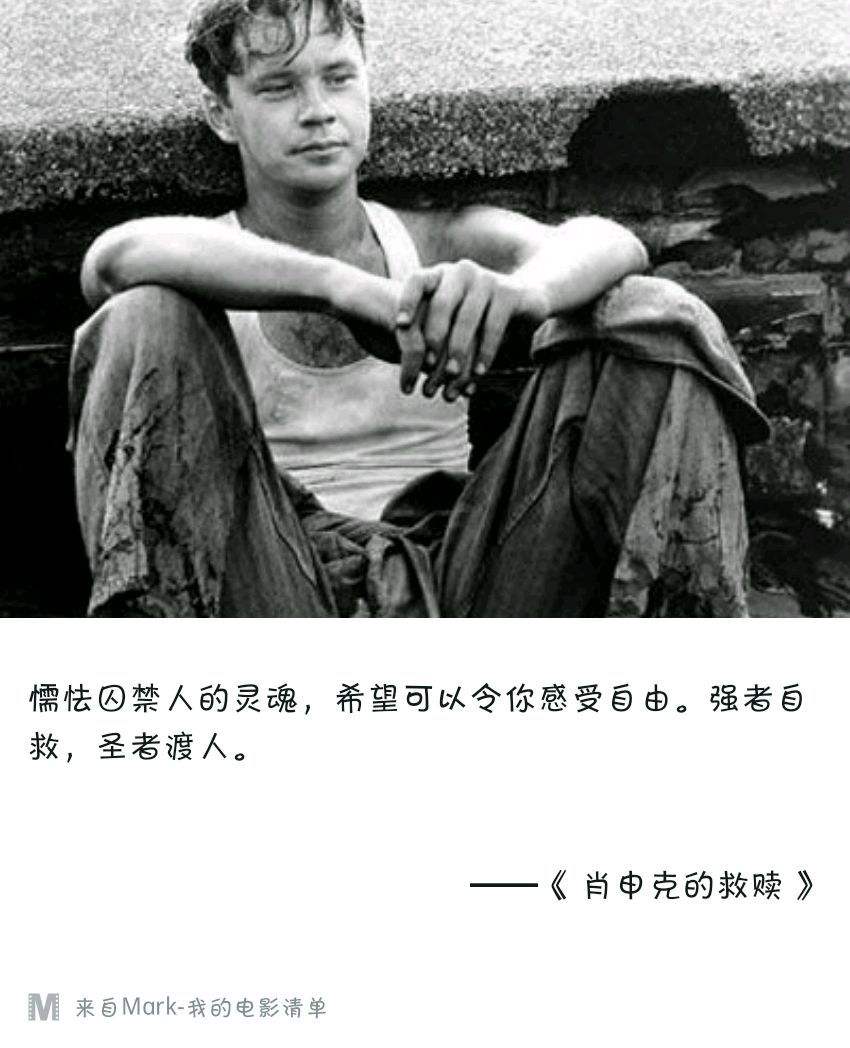 懦怯囚禁人的灵魂，希望可以令你感受自由。强者自
救，圣者渡人。
——《 肖申克的救赎 》
M 来自Mark-我的电影清单